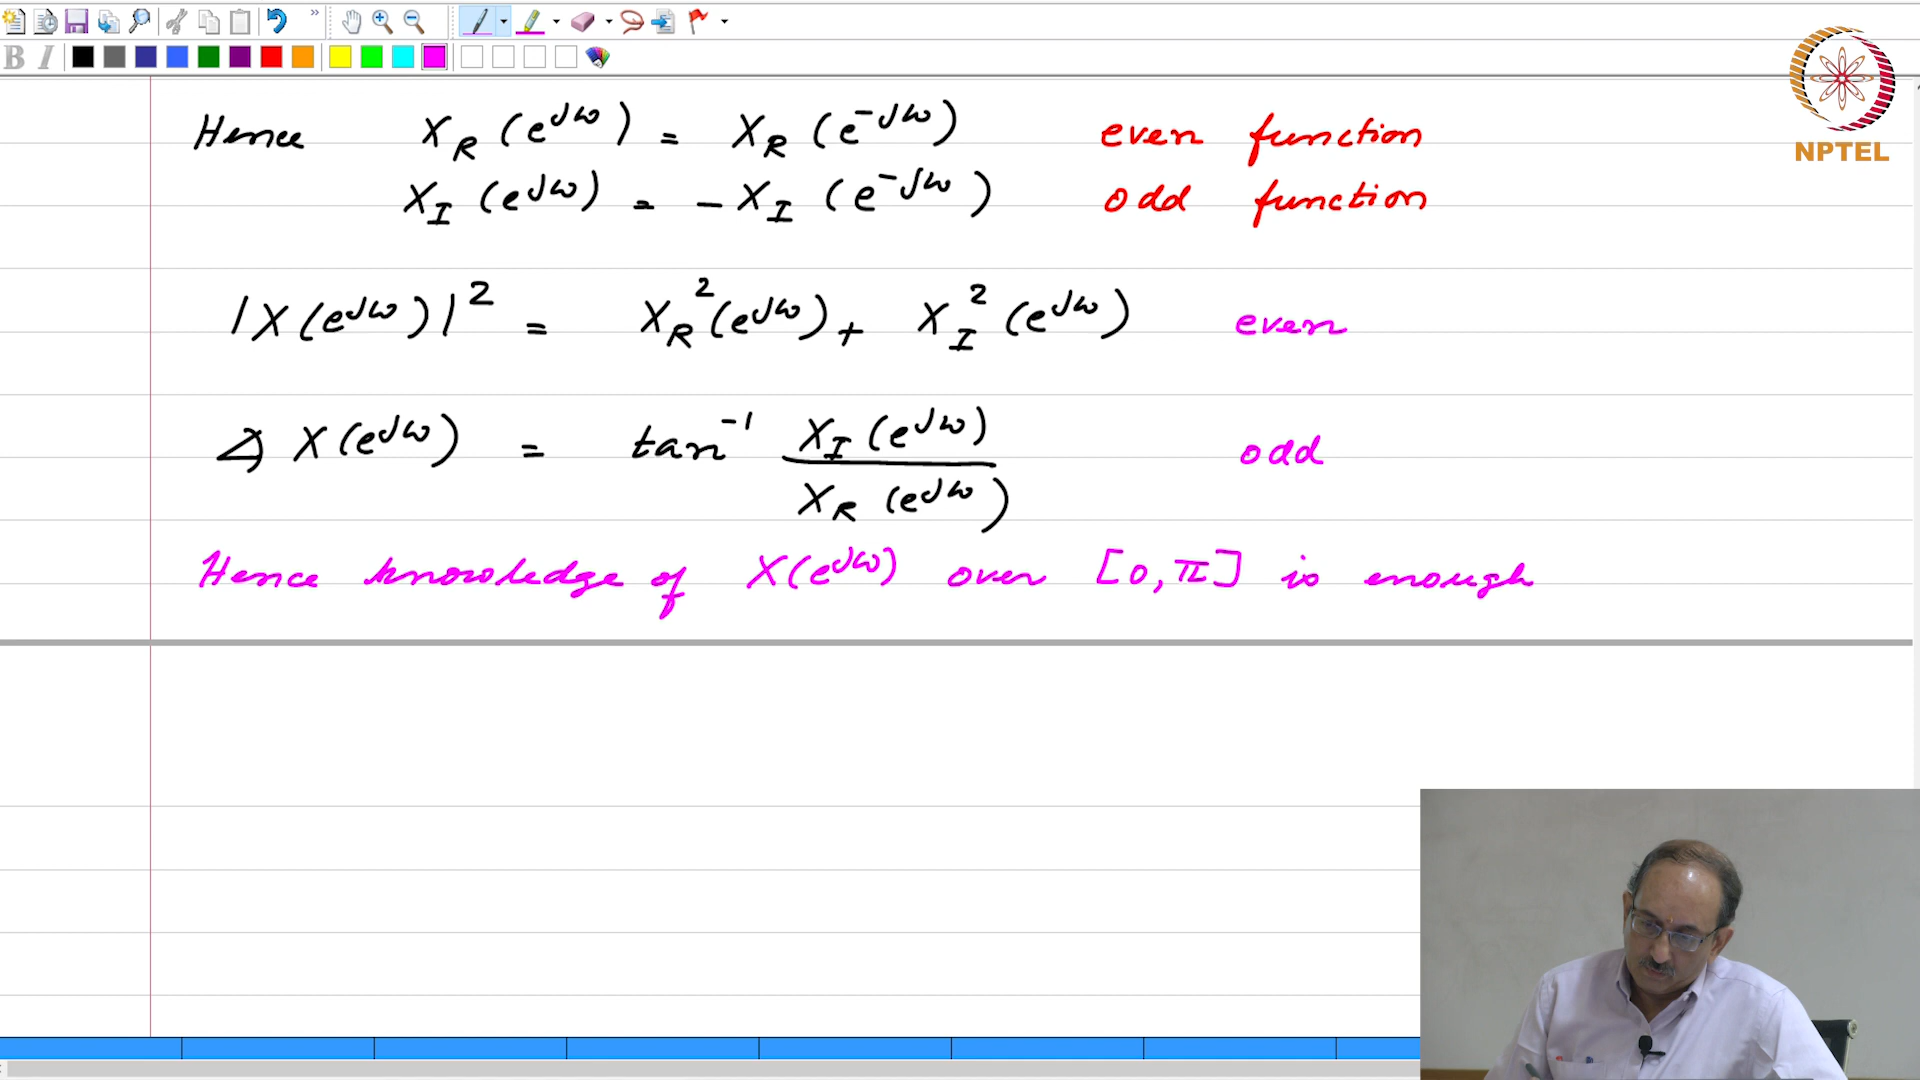 NPTEL
Hence X_R (e^{jω}) = X_R (e^{-jω}) even function
X_I (e^{jω}) = - X_I (e^{-jω}) odd function
|X(e^{jω})|^2 = X_R^2 (e^{jω}) + X_I^2 (e^{jω}) even
∠ X(e^{jω}) = tan^{-1} X_I (e^{jω}) / X_R (e^{jω}) odd
Hence knowledge of X(e^{jω}) over [0, π] is enough